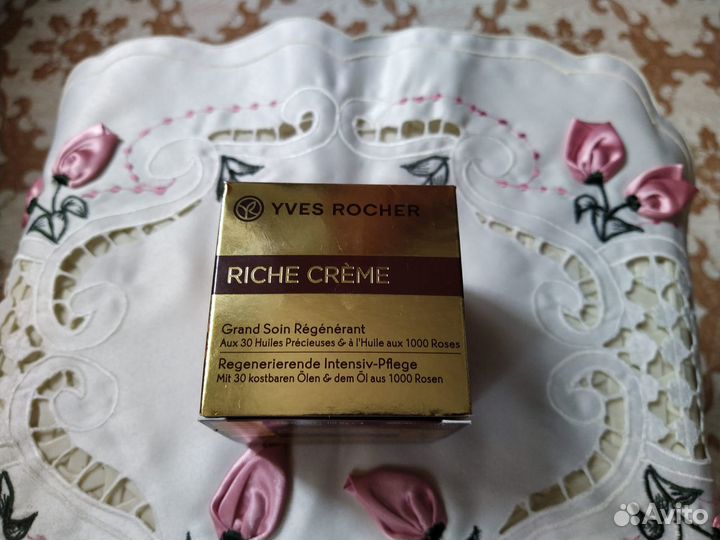 YVES ROCHER
RICHE CRÈME
Grand Soin Régénérant
Aux 30 Huiles Précieuses & à l'Huile aux 1000 Roses
Regenerierende Intensiv-Pflege
Mit 30 kostbaren Ölen & dem Öl aus 1000 Rosen
Avito